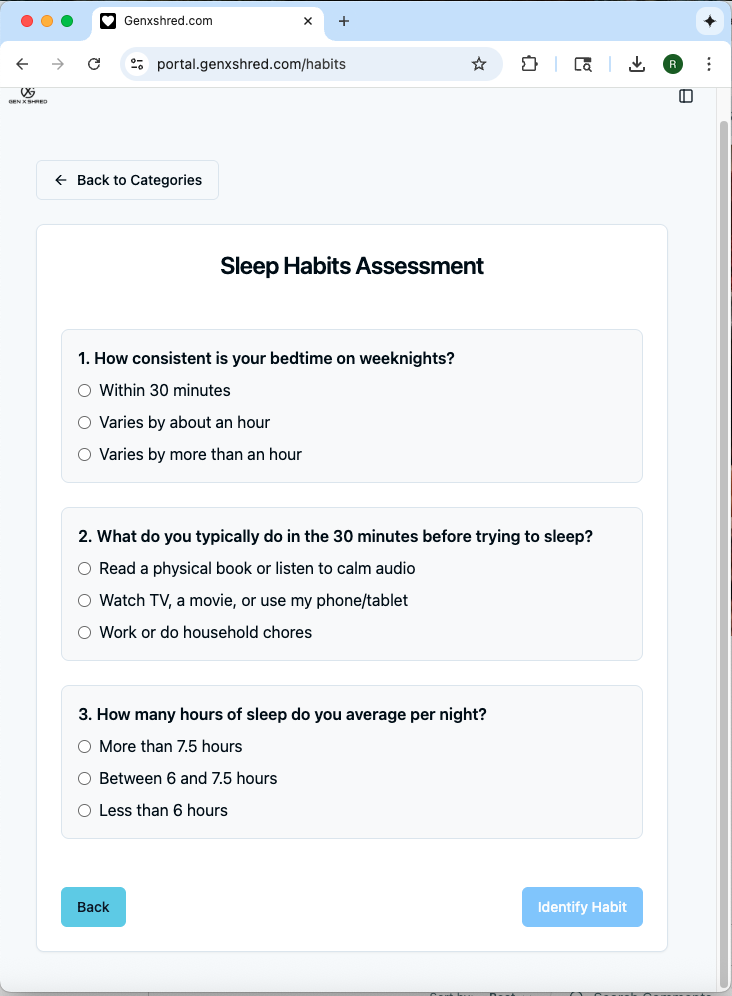 Genxshred.com
portal.genxshred.com/habits
R
GEN X SHRED
Back to Categories
Sleep Habits Assessment
1. How consistent is your bedtime on weeknights?
Within 30 minutes
Varies by about an hour
Varies by more than an hour
2. What do you typically do in the 30 minutes before trying to sleep?
Read a physical book or listen to calm audio
Watch TV, a movie, or use my phone/tablet
Work or do household chores
3. How many hours of sleep do you average per night?
More than 7.5 hours
Between 6 and 7.5 hours
Less than 6 hours
Back
Identify Habit